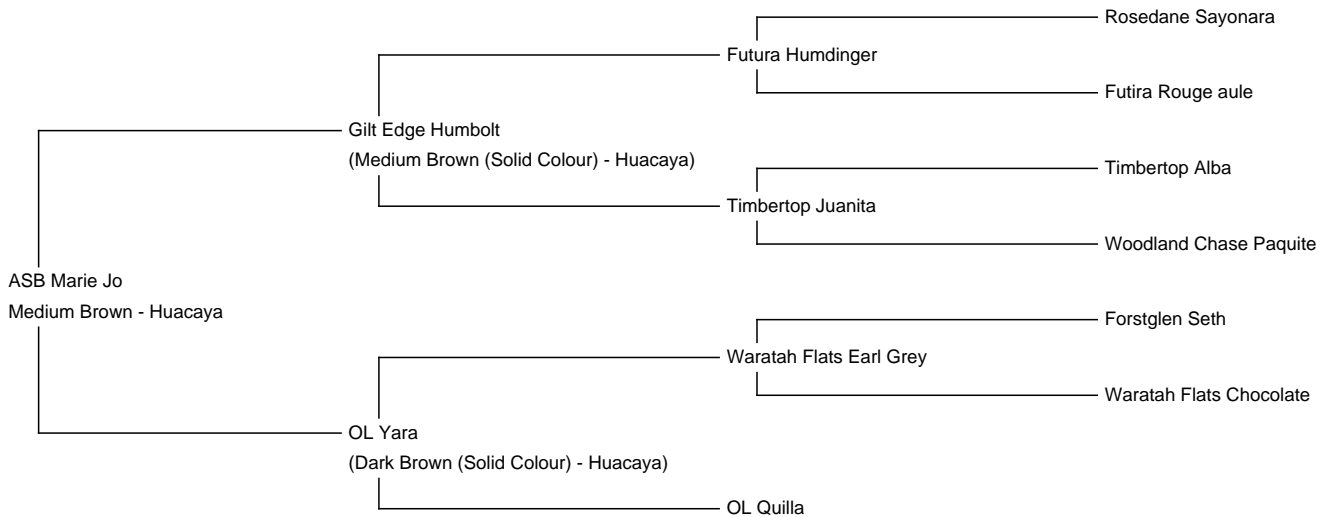 Rosedane Sayonara
Futura Humdinger
Futira Rouge aule
Gilt Edge Humbolt
(Medium Brown (Solid Colour) - Huacaya)
Timbertop Alba
Timbertop Juanita
Woodland Chase Paquite
ASB Marie Jo
Medium Brown - Huacaya
Forstglen Seth
Waratah Flats Earl Grey
Waratah Flats Chocolate
OL Yara
(Dark Brown (Solid Colour) - Huacaya)
OL Quilla